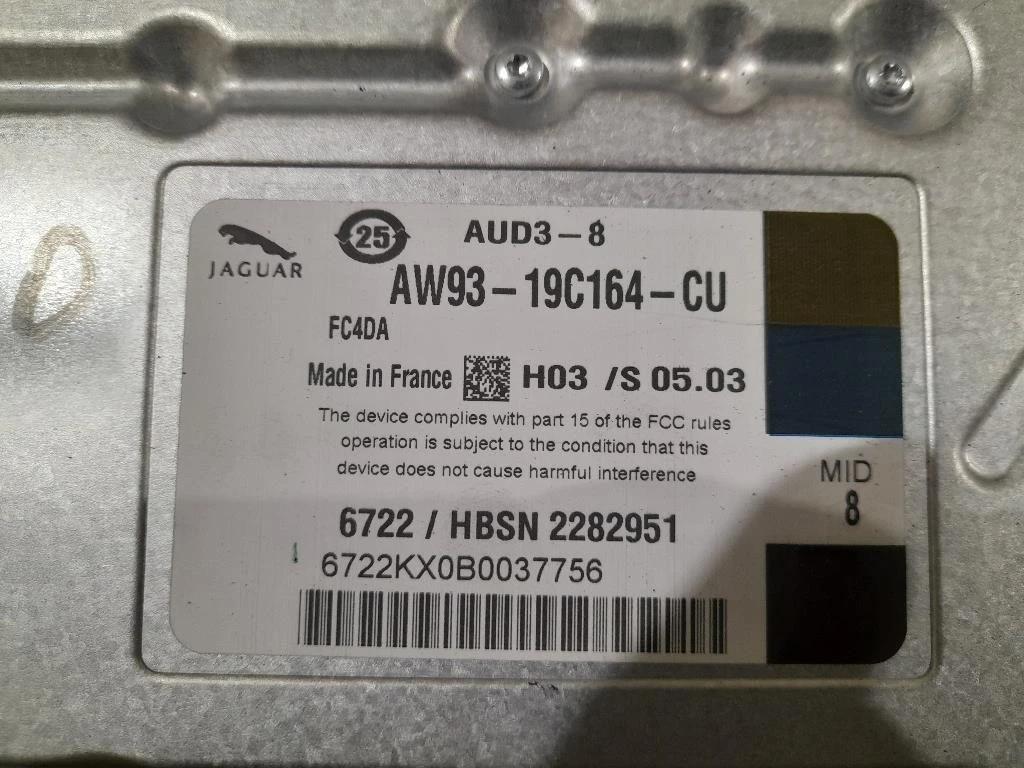 JAGUAR
25
AUD3-8
AW93-19C164-CU
FC4DA
Made in France
H03 /S 05.03
The device complies with part 15 of the FCC rules
operation is subject to the condition that this
device does not cause harmful interference
MID
8
6722 / HBSN 2282951
6722KX0B0037756